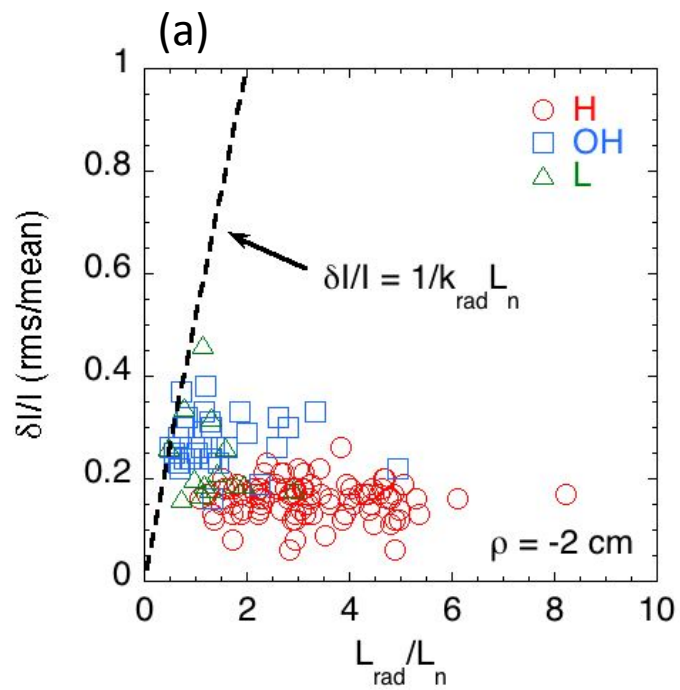 (a)
1
0.8
0.6
0.4
0.2
0
0 2 4 6 8 10
δI/I (rms/mean)
L_rad/L_n
H
OH
L
δI/I = 1/k_rad L_n
ρ = -2 cm